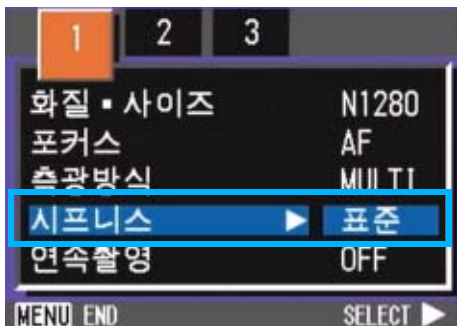 1 2 3
화질▪사이즈 N1280
포커스 AF
측광방식 MULTI
시프니스 ▶ 표준
연속촬영 OFF
MENU END SELECT ▶